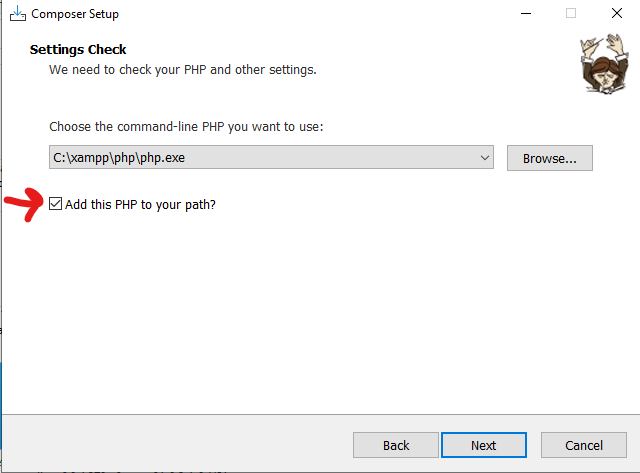 Composer Setup
Settings Check
We need to check your PHP and other settings.
Choose the command-line PHP you want to use:
C:\xampp\php\php.exe
Browse...
Add this PHP to your path?
Back
Next
Cancel